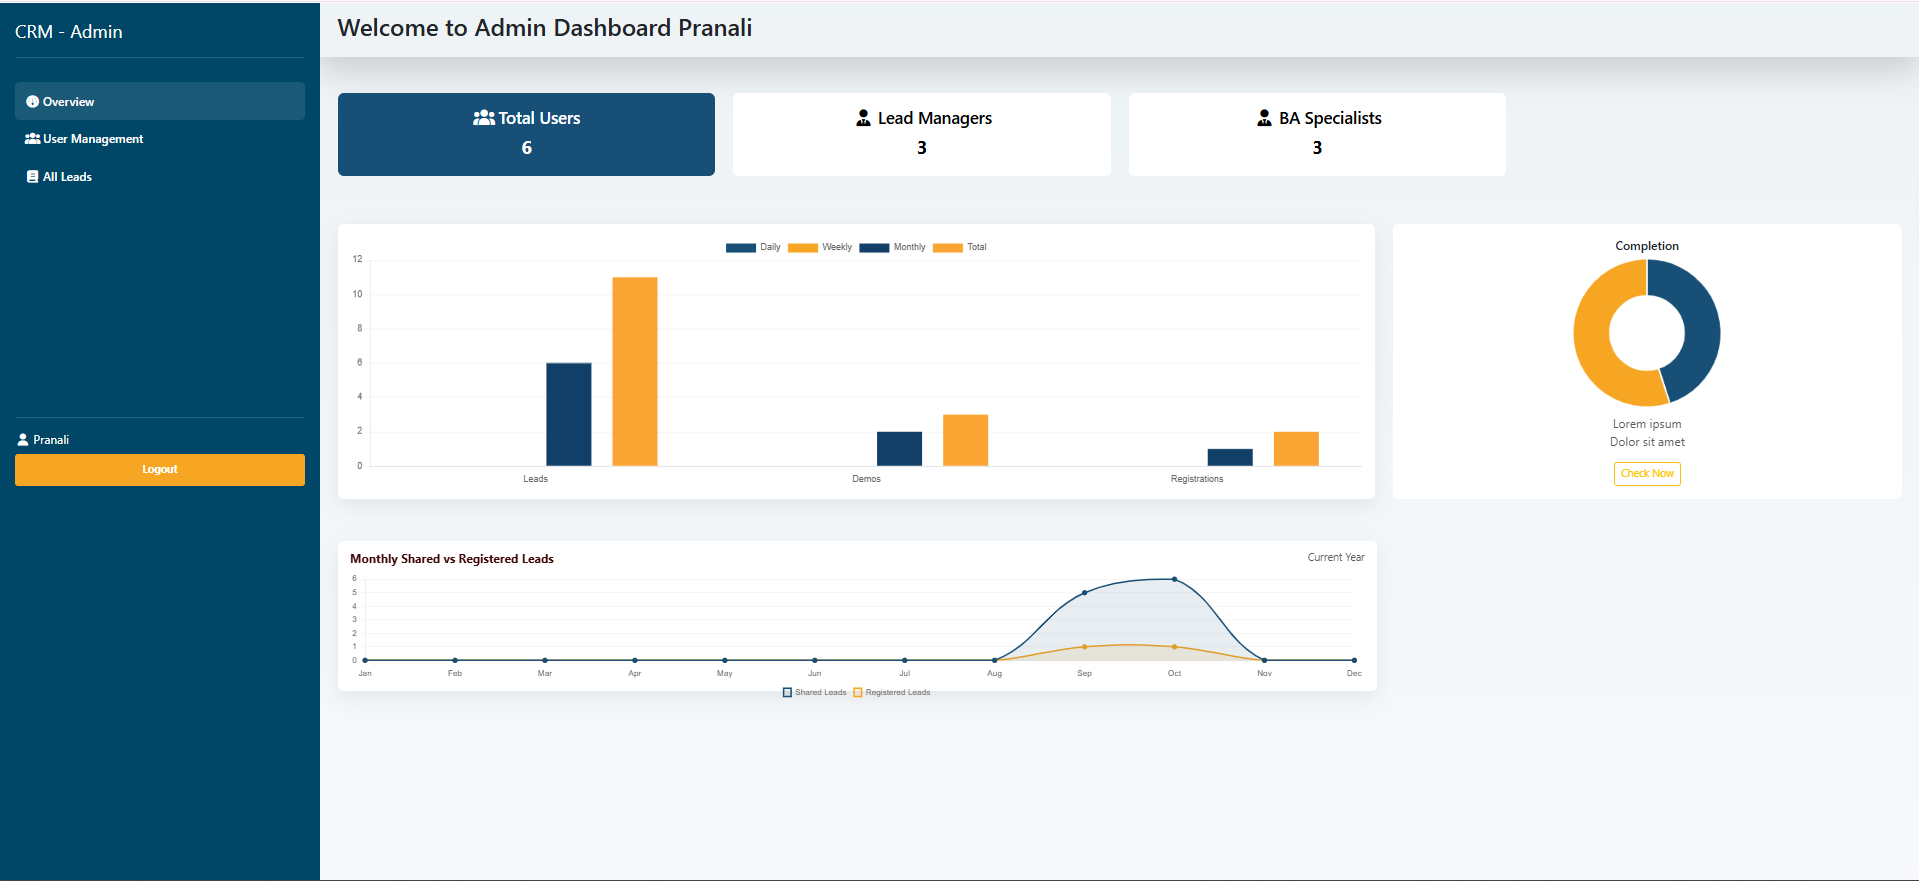 CRM - Admin
Overview
User Management
All Leads
Pranali
Logout
Welcome to Admin Dashboard Pranali
Total Users
6
Lead Managers
3
BA Specialists
3
Daily Weekly Monthly Total
12
10
8
6
4
2
0
Leads Demos Registrations
Completion
Lorem ipsum
Dolor sit amet
Check Now
Monthly Shared vs Registered Leads
Current Year
6
5
4
3
2
1
0
Jan Feb Mar Apr May Jun Jul Aug Sep Oct Nov Dec
Shared Leads Registered Leads